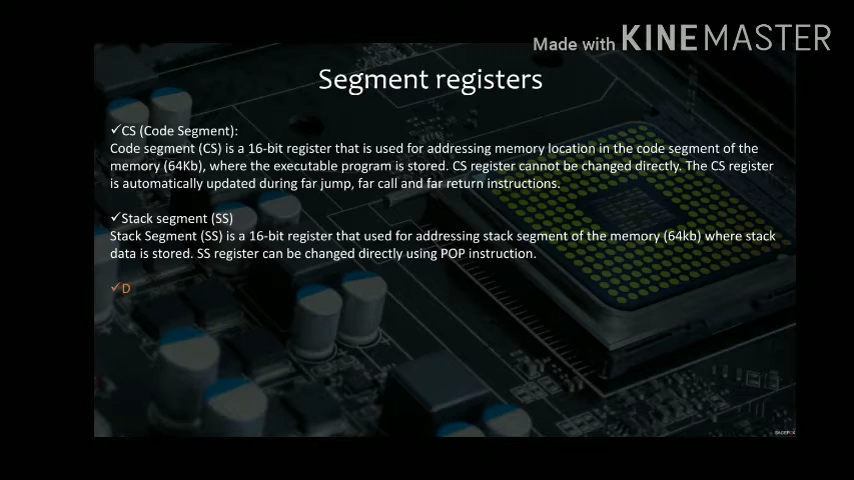 Made with KINEMASTER
Segment registers
✓CS (Code Segment):
Code segment (CS) is a 16-bit register that is used for addressing memory location in the code segment of the
memory (64Kb), where the executable program is stored. CS register cannot be changed directly. The CS register
is automatically updated during far jump, far call and far return instructions.
✓Stack segment (SS)
Stack Segment (SS) is a 16-bit register that used for addressing stack segment of the memory (64kb) where stack
data is stored. SS register can be changed directly using POP instruction.
✓D